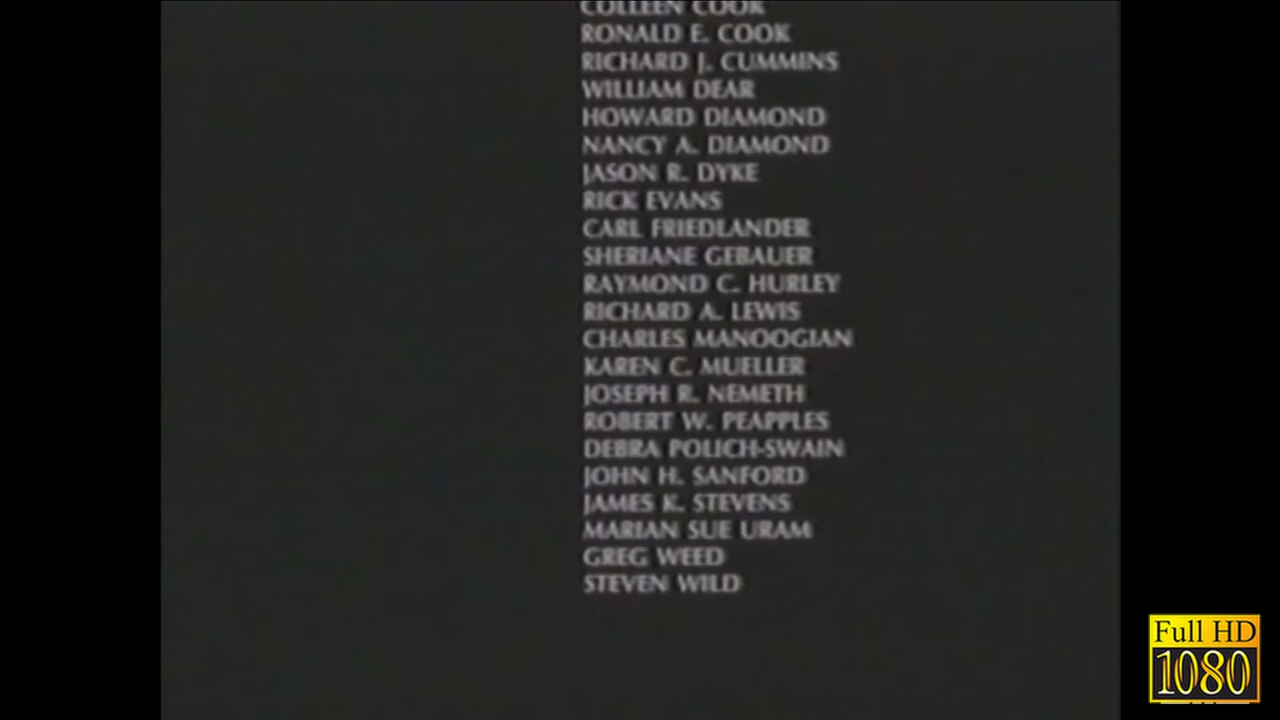 COLLEEN COOK
RONALD E. COOK
RICHARD J. CUMMINS
WILLIAM DEAR
HOWARD DIAMOND
NANCY A. DIAMOND
JASON R. DYKE
RICK EVANS
CARL FRIEDLANDER
SHERIANE GEBAUER
RAYMOND C. HURLEY
RICHARD A. LEWIS
CHARLES MANOOGIAN
KAREN C. MUELLER
JOSEPH R. NEMETH
ROBERT W. PEAPPLES
DEBRA POLICH-SWAIN
JOHN H. SANFORD
JAMES K. STEVENS
MARIAN SUE URAM
GREG WEED
STEVEN WILD
Full HD
1080